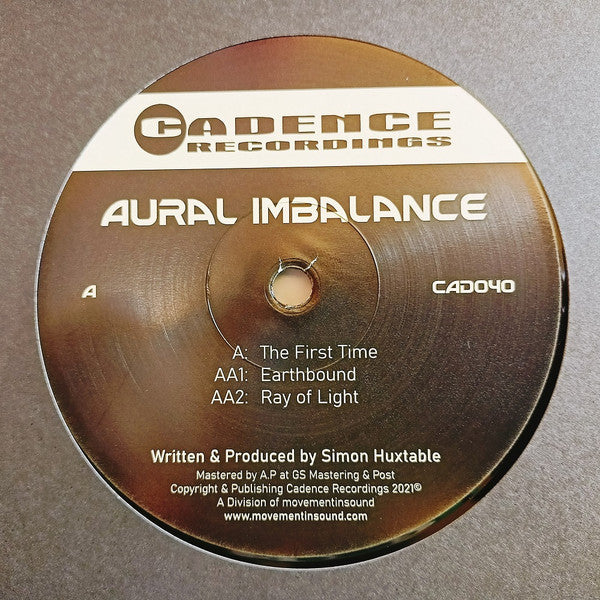 CADENCE
RECORDINGS
AURAL IMBALANCE
A
CAD040
A: The First Time
AA1: Earthbound
AA2: Ray of Light
Written & Produced by Simon Huxtable
Mastered by A.P at GS Mastering & Post
Copyright & Publishing Cadence Recordings 2021©
A Division of movementinsound
www.movementinsound.com